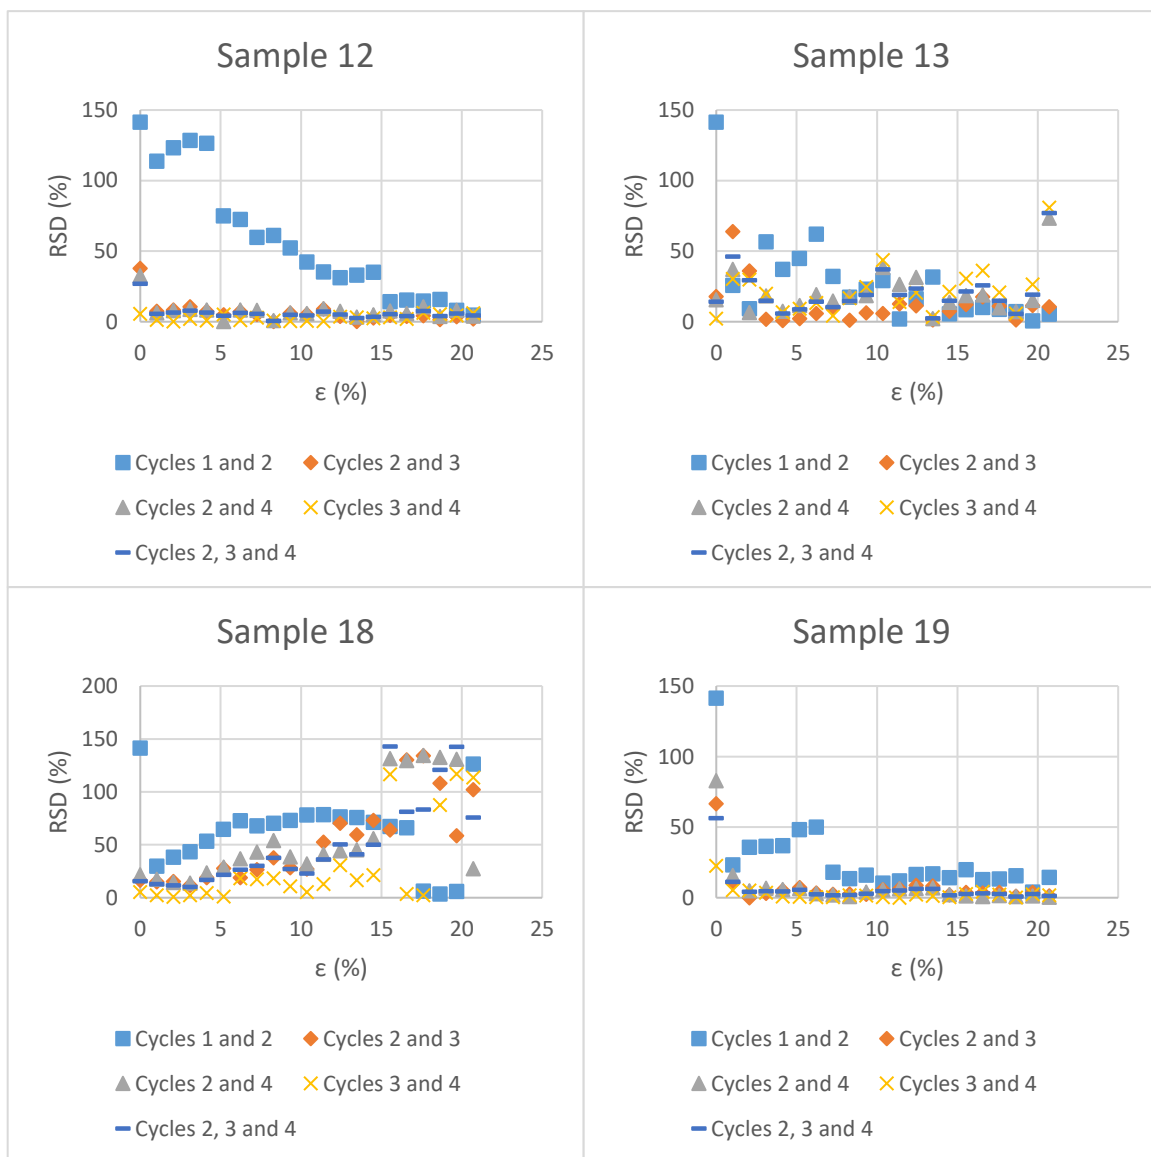 Sample 12
150
100
50
0
RSD (%)
0 5 10 15 20 25
ε (%)
Cycles 1 and 2 Cycles 2 and 3
Cycles 2 and 4 Cycles 3 and 4
Cycles 2, 3 and 4
Sample 13
150
100
50
0
RSD (%)
0 5 10 15 20 25
ε (%)
Cycles 1 and 2 Cycles 2 and 3
Cycles 2 and 4 Cycles 3 and 4
Cycles 2, 3 and 4
Sample 18
200
150
100
50
0
RSD (%)
0 5 10 15 20 25
ε (%)
Cycles 1 and 2 Cycles 2 and 3
Cycles 2 and 4 Cycles 3 and 4
Cycles 2, 3 and 4
Sample 19
150
100
50
0
RSD (%)
0 5 10 15 20 25
ε (%)
Cycles 1 and 2 Cycles 2 and 3
Cycles 2 and 4 Cycles 3 and 4
Cycles 2, 3 and 4